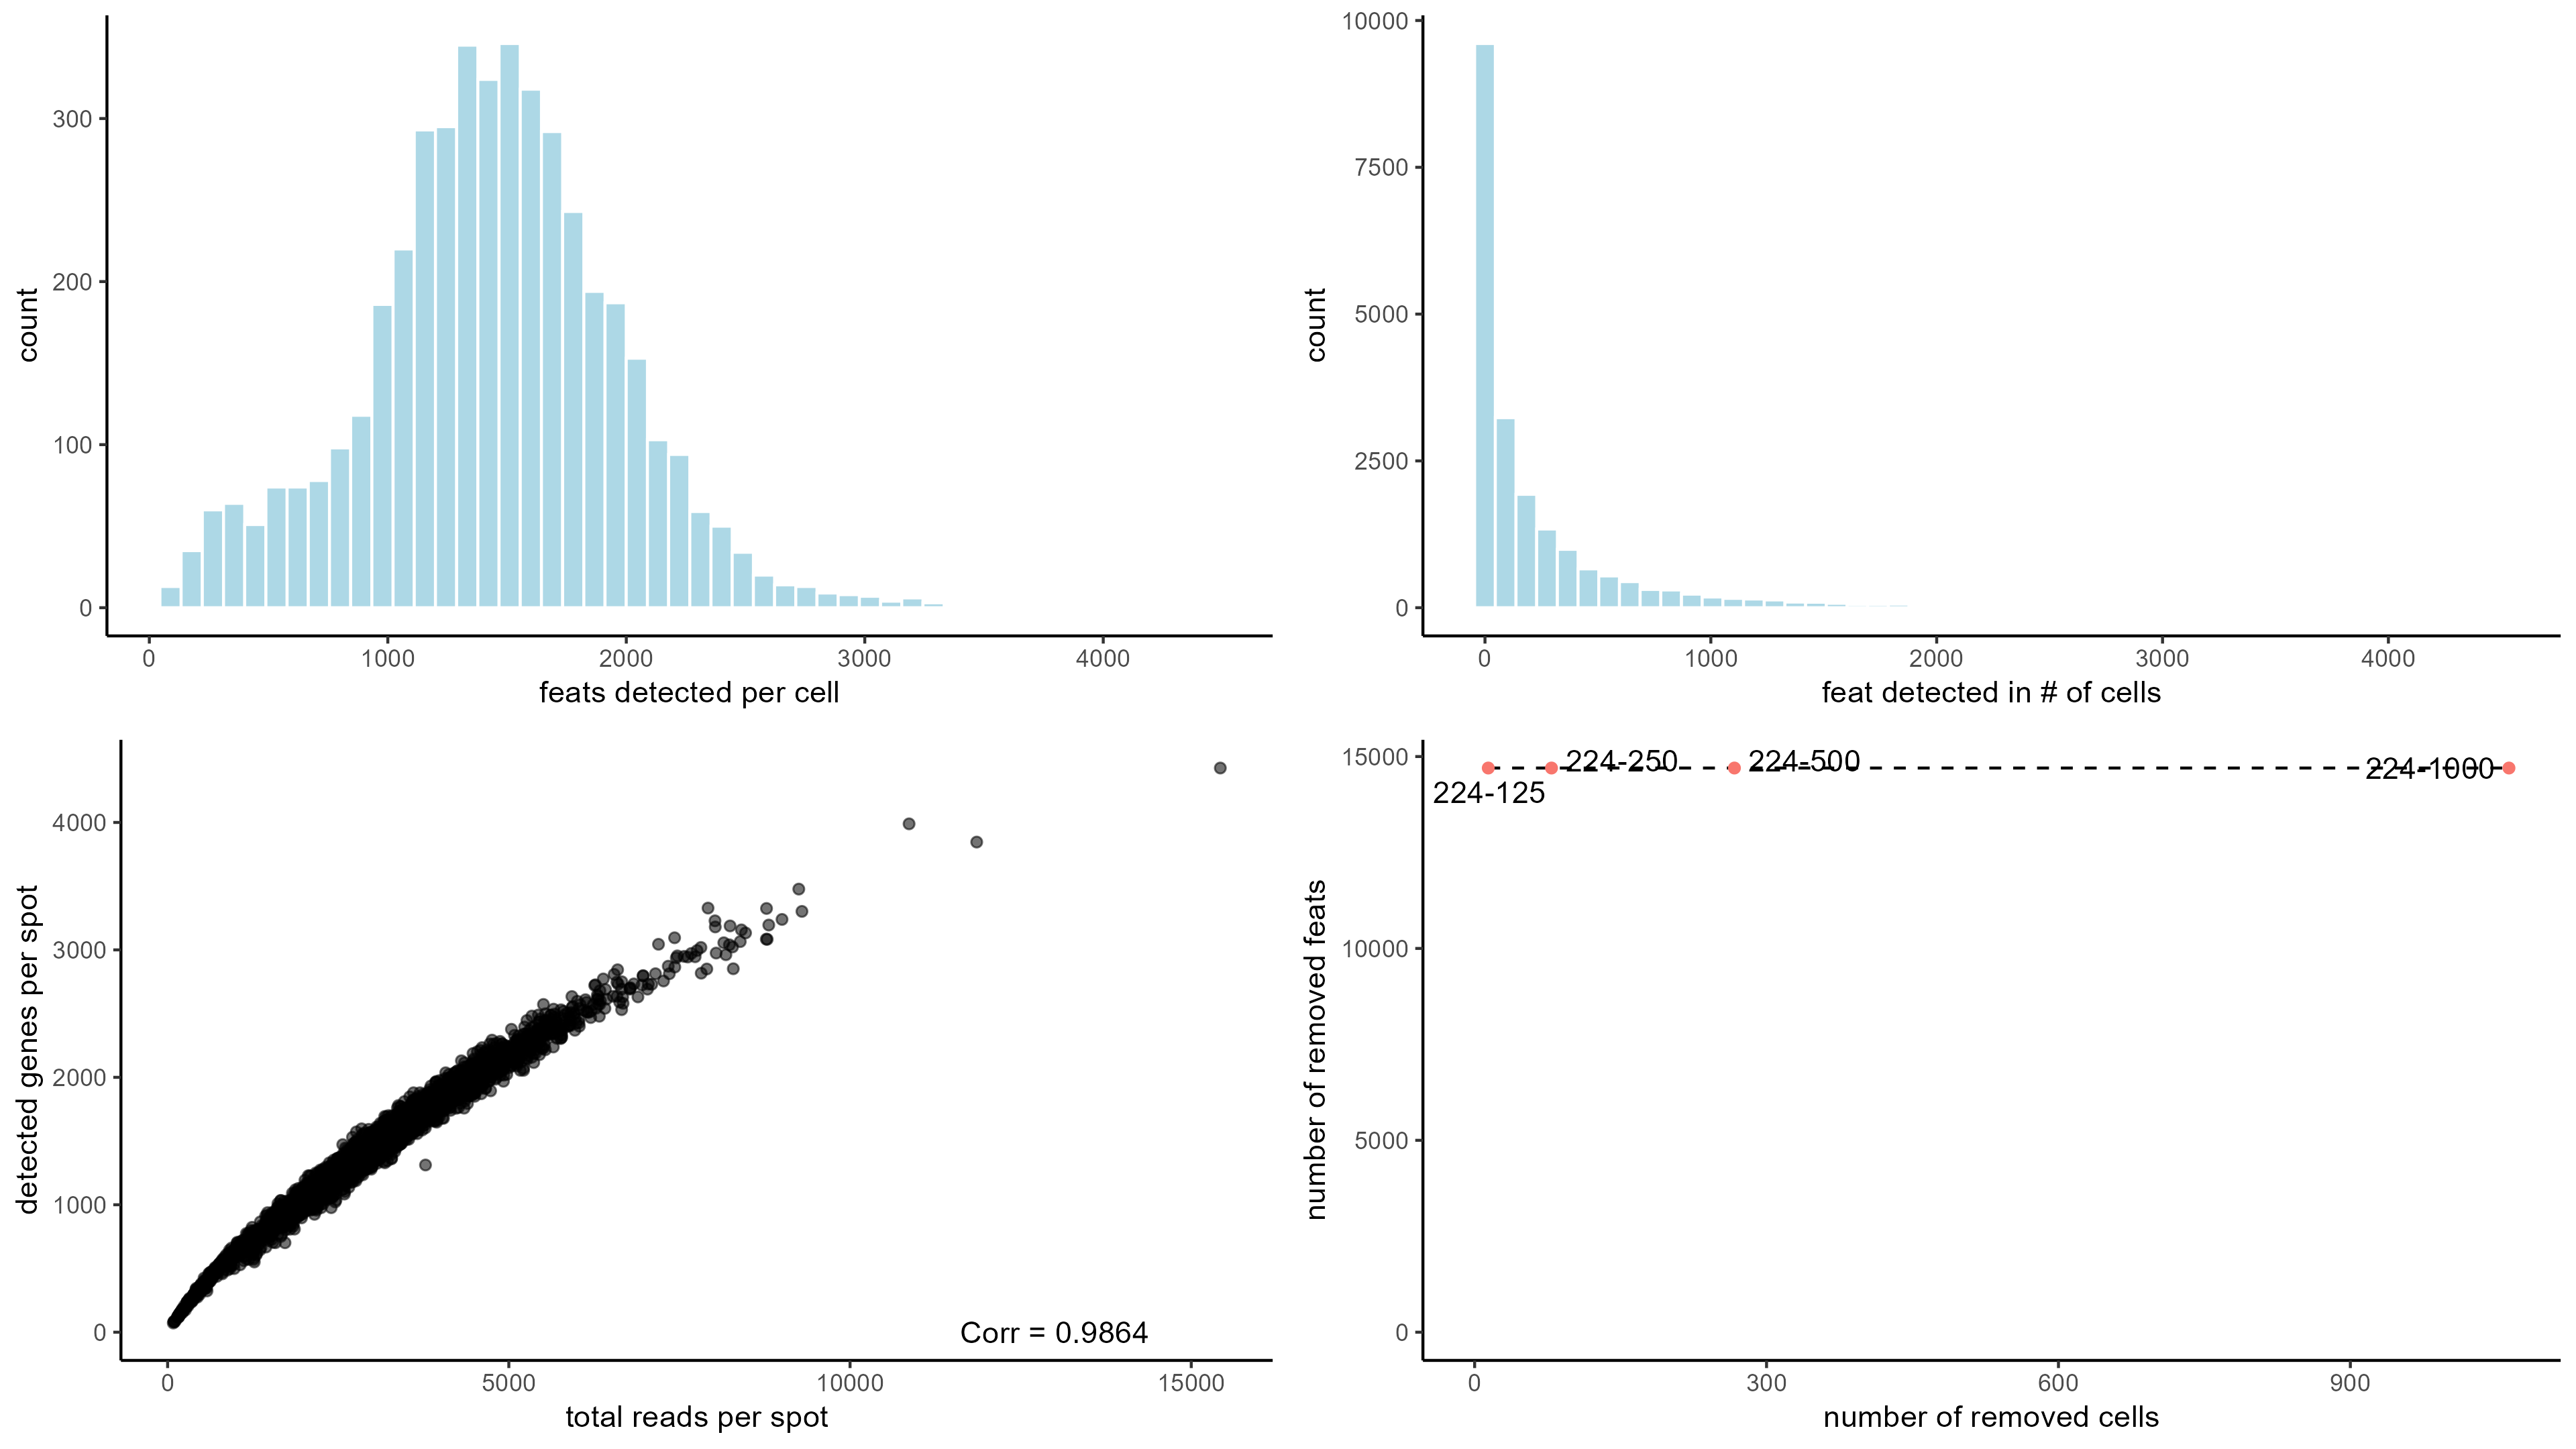 300
200
100
0
count
0 1000 2000 3000 4000
feats detected per cell
10000
7500
5000
2500
0
count
0 1000 2000 3000 4000
feat detected in # of cells
4000
3000
2000
1000
0
detected genes per spot
Corr = 0.9864
0 5000 10000 15000
total reads per spot
15000
10000
5000
0
number of removed feats
224-250 224-500 224-1000
224-125
0 300 600 900
number of removed cells